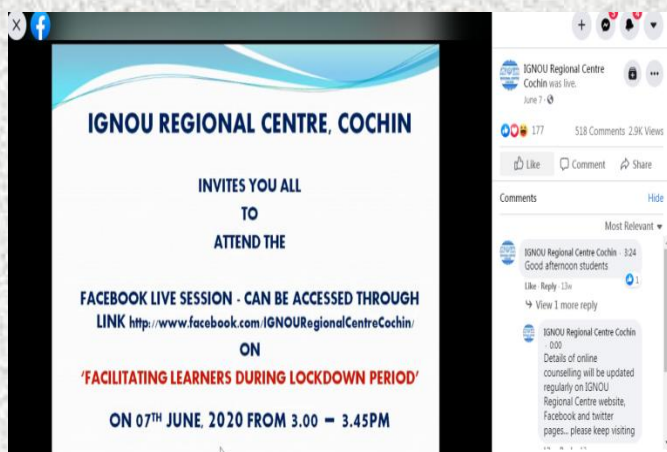 IGNOU REGIONAL CENTRE, COCHIN
INVITES YOU ALL
TO
ATTEND THE
FACEBOOK LIVE SESSION - CAN BE ACCESSED THROUGH
LINK http://www.facebook.com/IGNOURegionalCentreCochin/
ON
'FACILITATING LEARNERS DURING LOCKDOWN PERIOD'
ON 07TH JUNE, 2020 FROM 3.00 – 3.45PM
IGNOU Regional Centre
Cochin was live.
June 7 ·
177 518 Comments 2.9K Views
Like Comment Share
Comments Hide
Most Relevant
IGNOU Regional Centre Cochin · 3:24
Good afternoon students
1
Like · Reply · 13w
View 1 more reply
IGNOU Regional Centre Cochin
· 0:00
Details of online
counselling will be updated
regularly on IGNOU
Regional Centre website,
Facebook and twitter
pages... please keep visiting